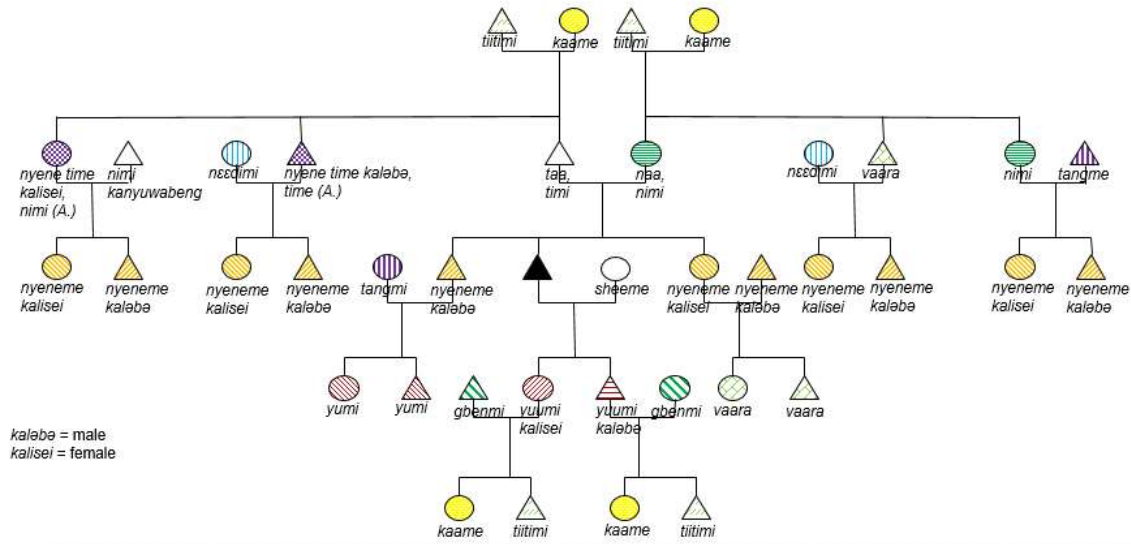 tiitimi kaame tiitimi kaame
nyene time kalisei, nimi (A.)
nimi kanyuwabeng
nɛɛdimi
nyene time kaləbə, time (A.)
taa, timi
naa, nimi
nɛɛdimi
vaara
nimi
tangme
nyeneme kalisei
nyeneme kaləbə
nyeneme kalisei
nyeneme kaləbə
tangmi
nyeneme kaləbə
sheeme
nyeneme kalisei
nyeneme kaləbə
nyeneme kalisei
nyeneme kaləbə
nyeneme kalisei
nyeneme kaləbə
yumi
yumi
gbenmi
yuumi kalisei
yuumi kaləbə
gbenmi
vaara
vaara
kaləbə = male
kalisei = female
kaame tiitimi kaame tiitimi